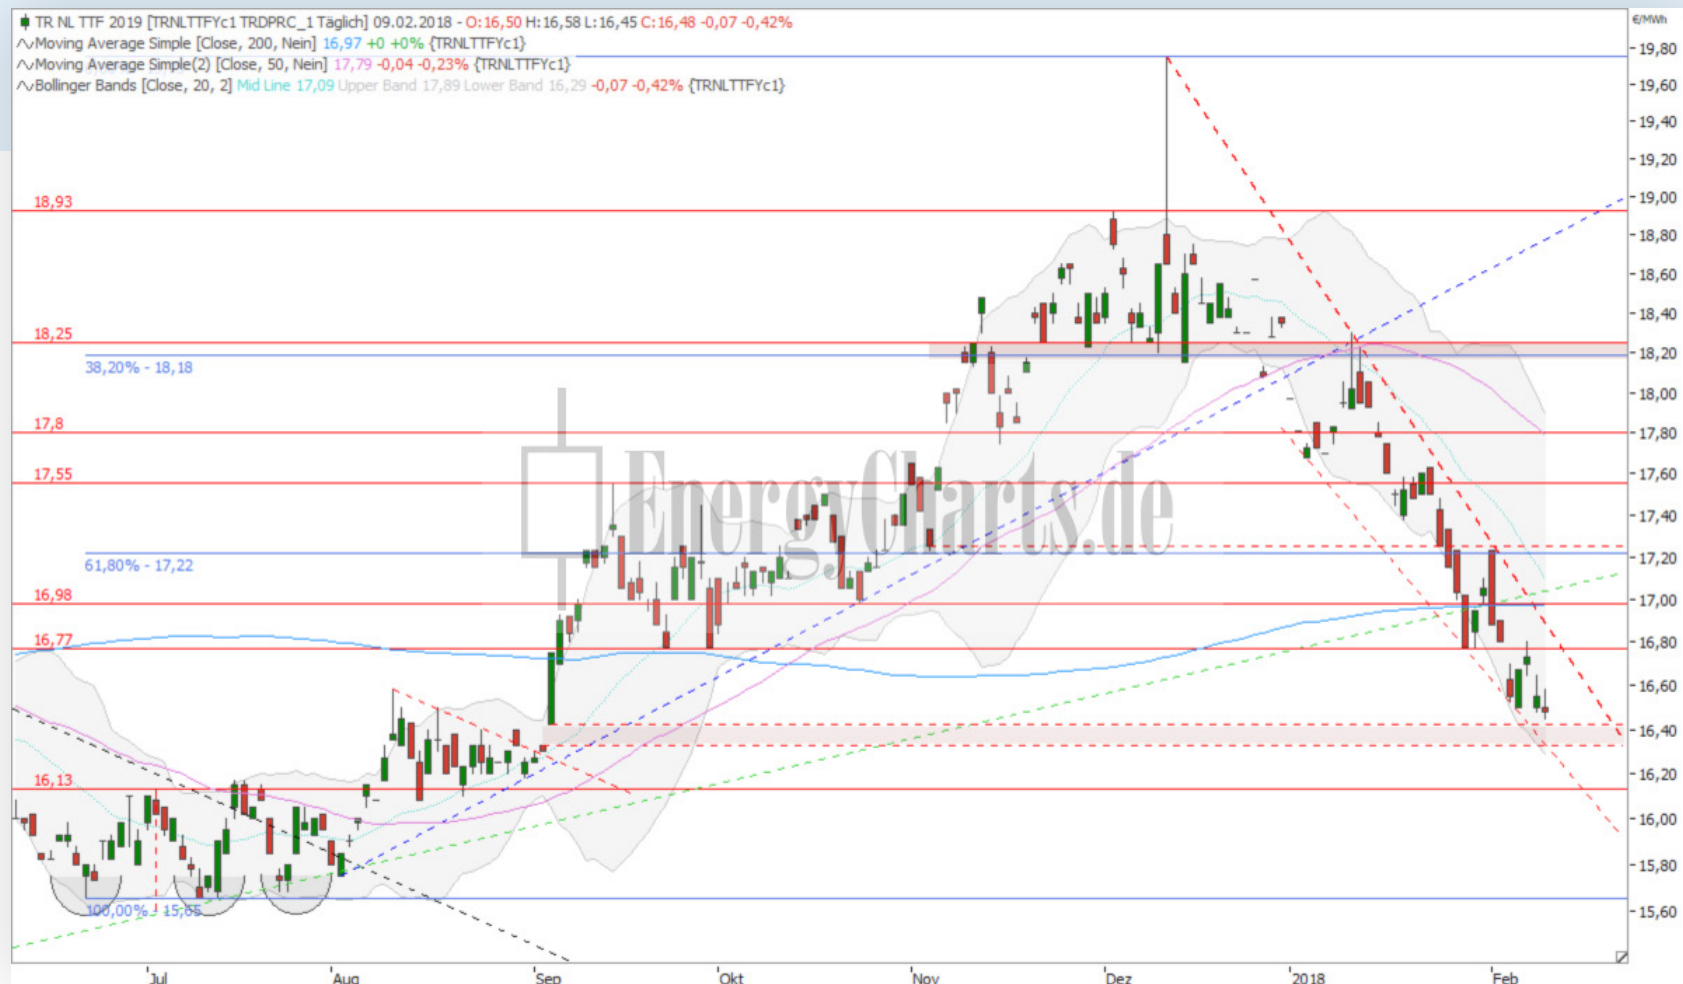 TR NL TTF 2019 [TRNLTTFYc1 TRDPRC_1 Täglich] 09.02.2018 - O:16,50 H:16,58 L:16,45 C:16,48 -0,07 -0,42%
Moving Average Simple [Close, 200, Nein] 16,97 +0 +0% {TRNLTTFYc1}
Moving Average Simple(2) [Close, 50, Nein] 17,79 -0,04 -0,23% {TRNLTTFYc1}
Bollinger Bands [Close, 20, 2] Mid Line 17,09 Upper Band 17,89 Lower Band 16,29 -0,07 -0,42% {TRNLTTFYc1}
€/MWh
19,80
19,60
19,40
19,20
19,00
18,80
18,60
18,40
18,20
18,00
17,80
17,60
17,40
17,20
17,00
16,80
16,60
16,40
16,20
16,00
15,80
15,60
18,93
18,25
38,20% - 18,18
17,8
17,55
EnergyCharts.de
61,80% - 17,22
16,98
16,77
16,13
100,00% - 15,65
Jul Aug Sep Okt Nov Dez 2018 Feb